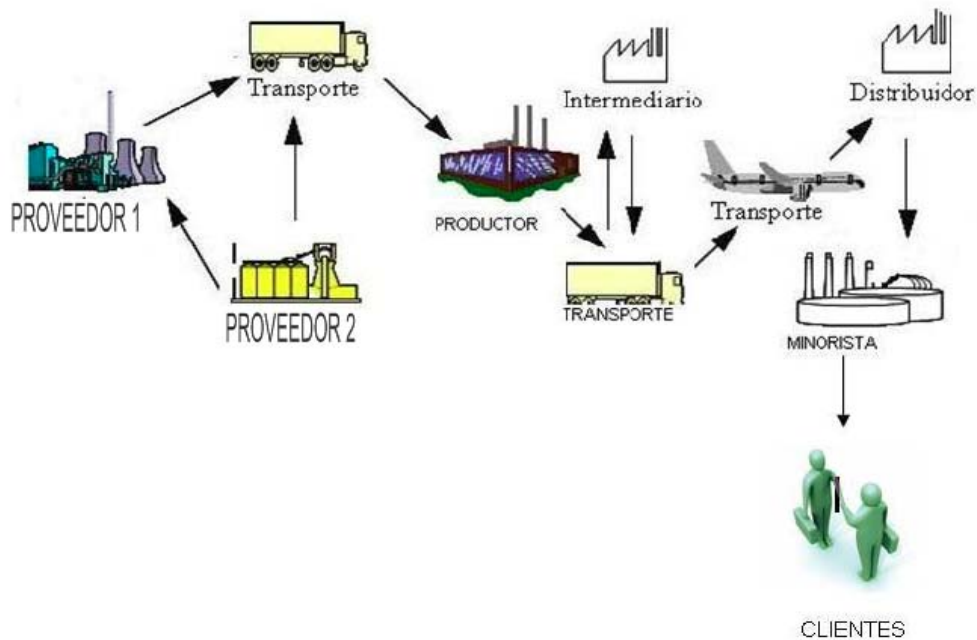 Transporte
Intermediario
Distribuidor
PROVEEDOR 1
PRODUCTOR
Transporte
TRANSPORTE
PROVEEDOR 2
MINORISTA
CLIENTES